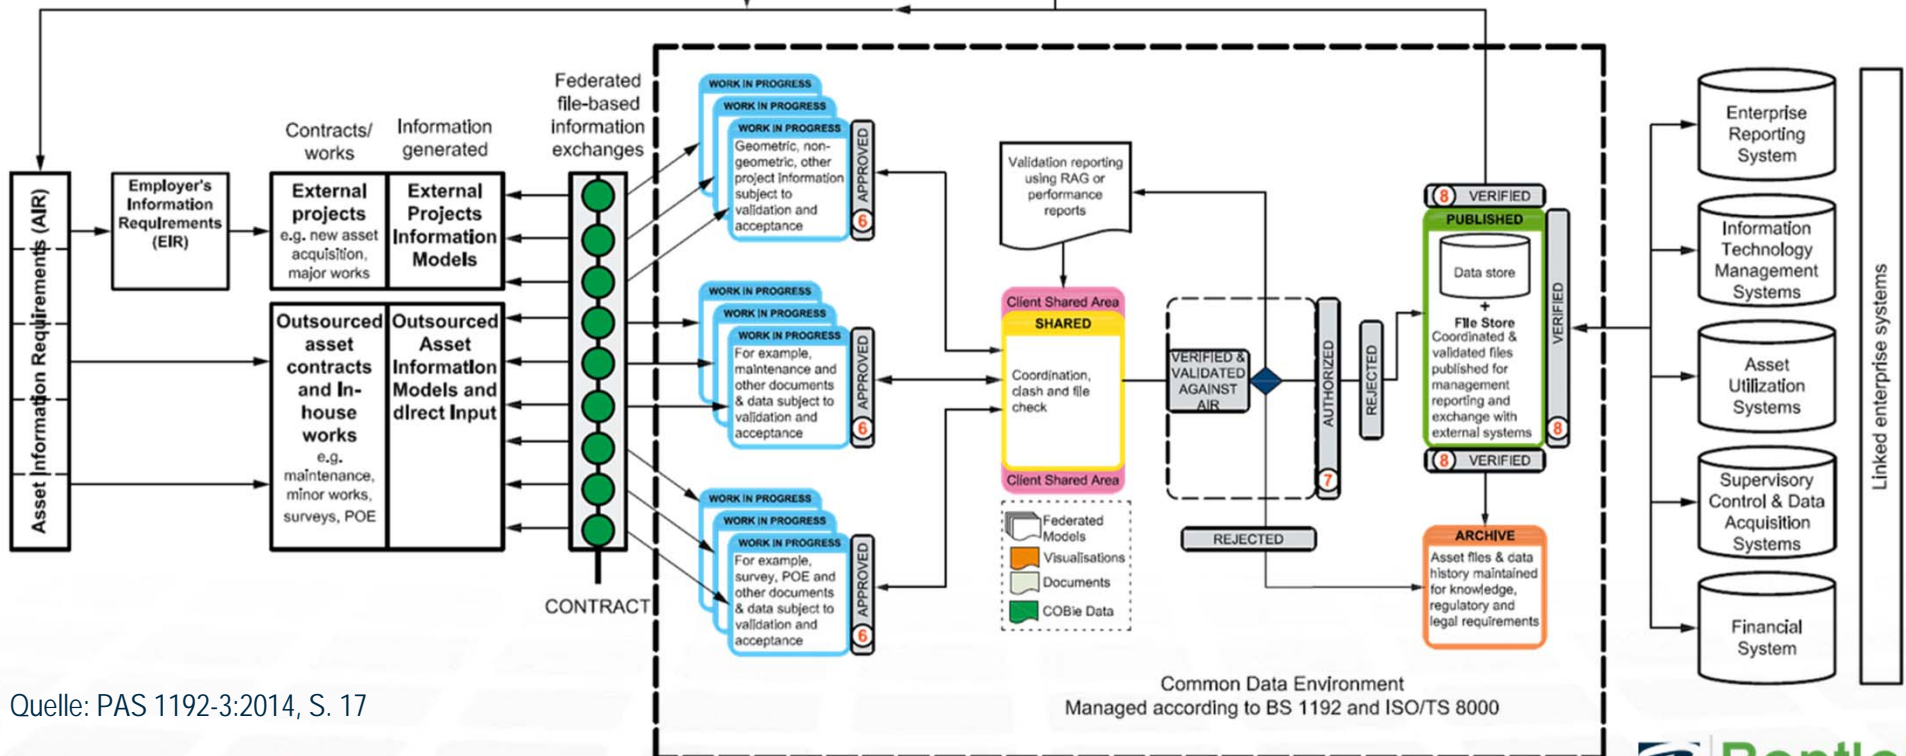 Asset Information Requirements (AIR)
Employer's
Information
Requirements
(EIR)
Contracts/
works
Information
generated
External
projects
e.g. new asset
acquisition,
major works
External
Projects
Information
Models
Outsourced
asset
contracts
and In-
house
works
e.g.
maintenance,
minor works,
surveys, POE
Outsourced
Asset
Information
Models and
direct Input
Federated
file-based
information
exchanges
CONTRACT
WORK IN PROGRESS
WORK IN PROGRESS
WORK IN PROGRESS
Geometric, non-
geometric, other
project information
subject to
validation and
acceptance
APPROVED
6
WORK IN PROGRESS
WORK IN PROGRESS
WORK IN PROGRESS
For example,
maintenance and
other documents
& data subject to
validation and
acceptance
APPROVED
6
WORK IN PROGRESS
WORK IN PROGRESS
WORK IN PROGRESS
For example,
survey, POE and
other documents
& data subject to
validation and
acceptance
APPROVED
6
Validation reporting
using RAG or
performance
reports
Client Shared Area
SHARED
Coordination,
clash and file
check
Client Shared Area
Federated
Models
Visualisations
Documents
COBie Data
VERIFIED &
VALIDATED
AGAINST
AIR
AUTHORIZED
7
REJECTED
REJECTED
8 VERIFIED
PUBLISHED
Data store
+
File Store
Coordinated &
validated files
published for
management
reporting and
exchange with
external systems
VERIFIED
8
8 VERIFIED
ARCHIVE
Asset files & data
history maintained
for knowledge,
regulatory and
legal requirements
Common Data Environment
Managed according to BS 1192 and ISO/TS 8000
Enterprise
Reporting
System
Information
Technology
Management
Systems
Asset
Utilization
Systems
Supervisory
Control & Data
Acquisition
Systems
Financial
System
Linked enterprise systems
Quelle: PAS 1192-3:2014, S. 17